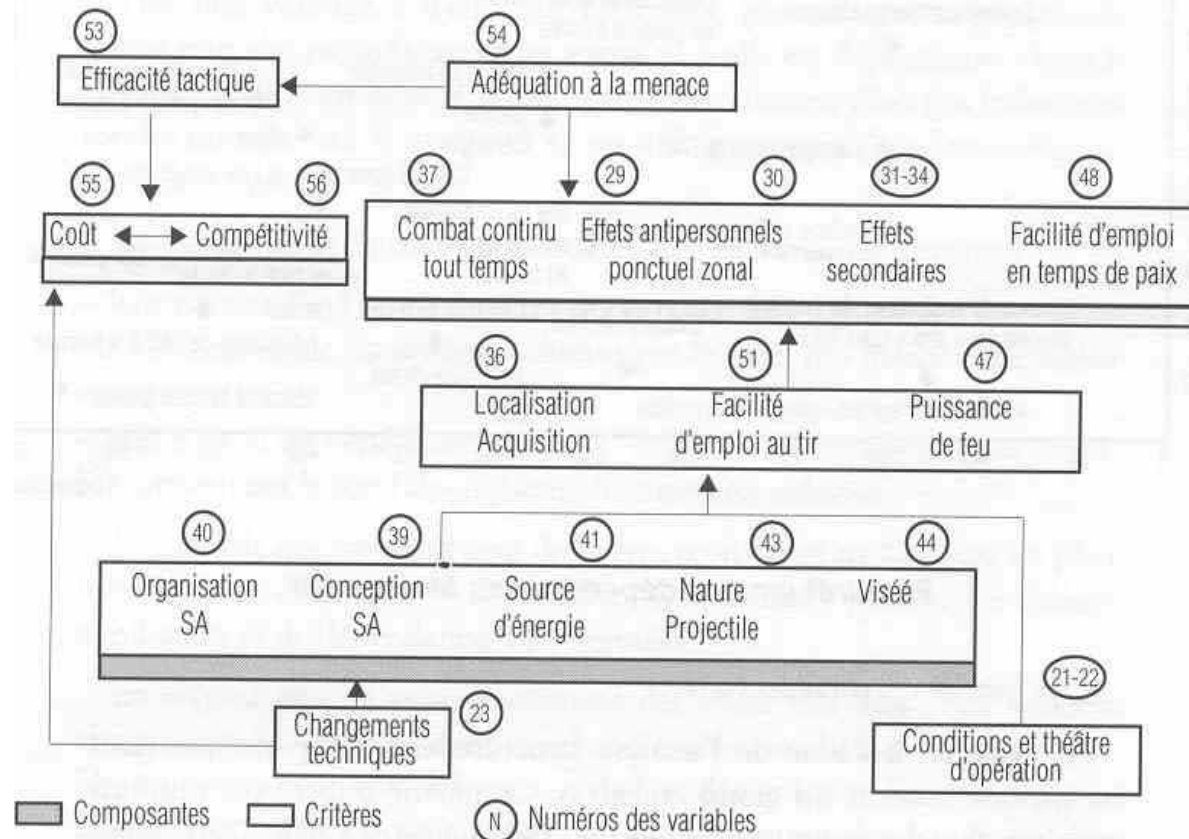 53
54
Efficacité tactique
Adéquation à la menace
55
56
37
29
30
31-34
48
Coût
Compétitivité
Combat continu
tout temps
Effets antipersonnels
ponctuel zonal
Effets
secondaires
Facilité d'emploi
en temps de paix
36
51
47
Localisation
Acquisition
Facilité
d'emploi au tir
Puissance
de feu
40
39
41
43
44
Organisation
SA
Conception
SA
Source
d'énergie
Nature
Projectile
Viséé
23
21-22
Changements
techniques
Conditions et théâtre
d'opération
Composantes
Critères
N
Numéros des variables